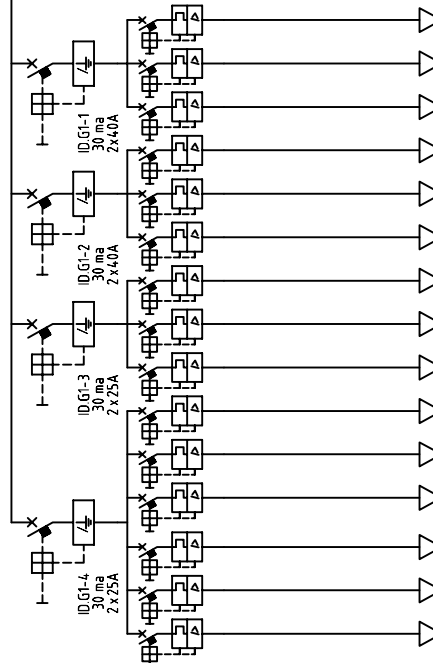 ID.G1-1
30 ma
2x40A
ID.G1-2
30 ma
2x40A
ID.G1-3
30 ma
2x25A
ID.G1-4
30 ma
2x25A